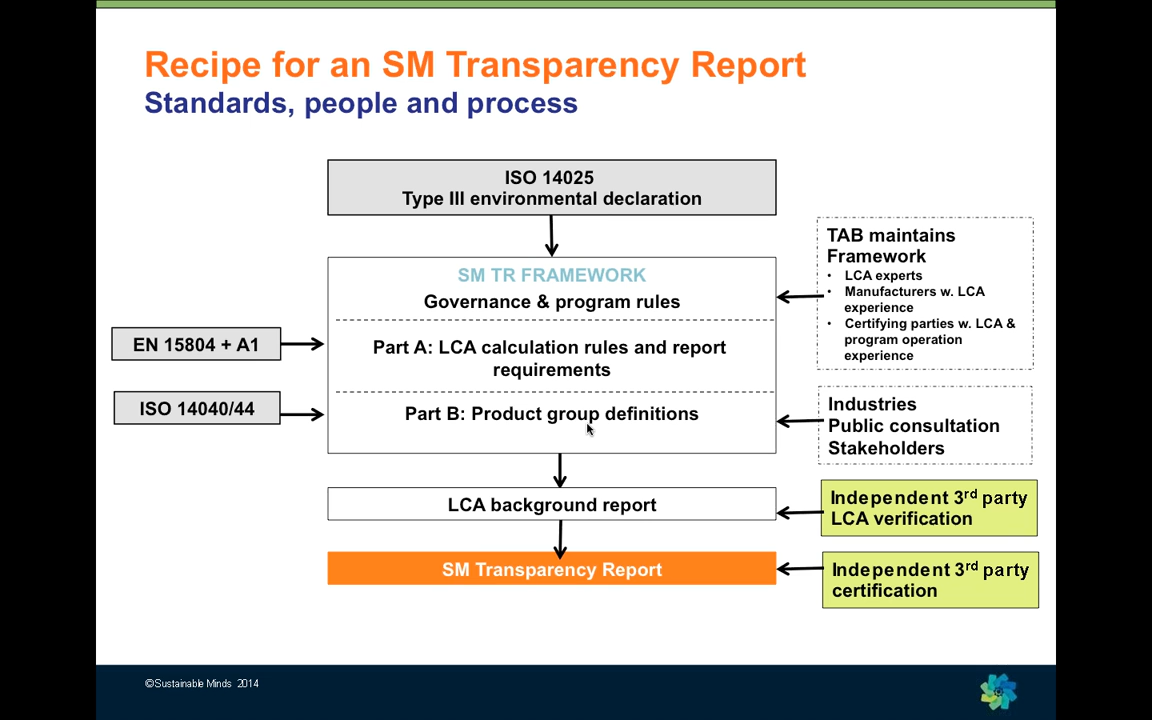 Recipe for an SM Transparency Report
Standards, people and process
ISO 14025
Type III environmental declaration
SM TR FRAMEWORK
Governance & program rules
Part A: LCA calculation rules and report
requirements
Part B: Product group definitions
EN 15804 + A1
ISO 14040/44
TAB maintains
Framework
• LCA experts
• Manufacturers w. LCA
experience
• Certifying parties w. LCA &
program operation
experience
Industries
Public consultation
Stakeholders
LCA background report
Independent 3rd party
LCA verification
SM Transparency Report
Independent 3rd party
certification
©Sustainable Minds 2014